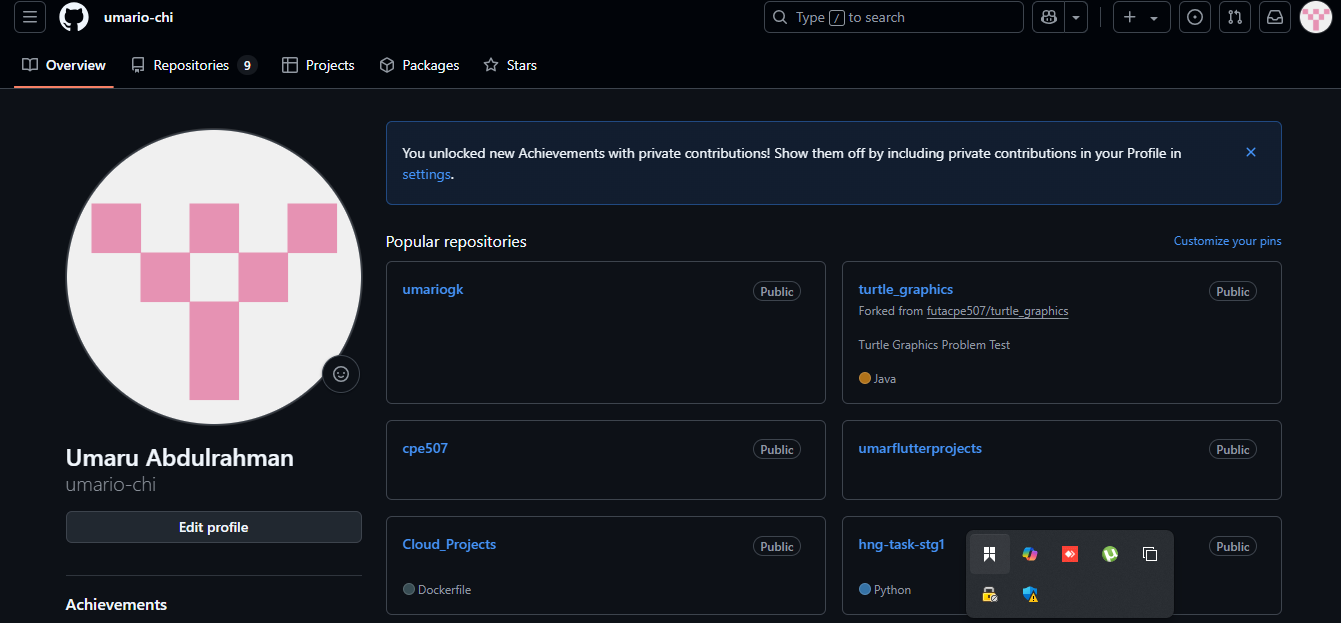 umario-chi
Type / to search
Overview
Repositories 9
Projects
Packages
Stars
You unlocked new Achievements with private contributions! Show them off by including private contributions in your Profile in
settings.
Popular repositories
Customize your pins
umariogk
Public
turtle_graphics
Public
Forked from futacpe507/turtle_graphics
Turtle Graphics Problem Test
Java
cpe507
Public
umarflutterprojects
Public
Cloud_Projects
Public
Dockerfile
hng-task-stg1
Public
Python
Umaru Abdulrahman
umario-chi
Edit profile
Achievements